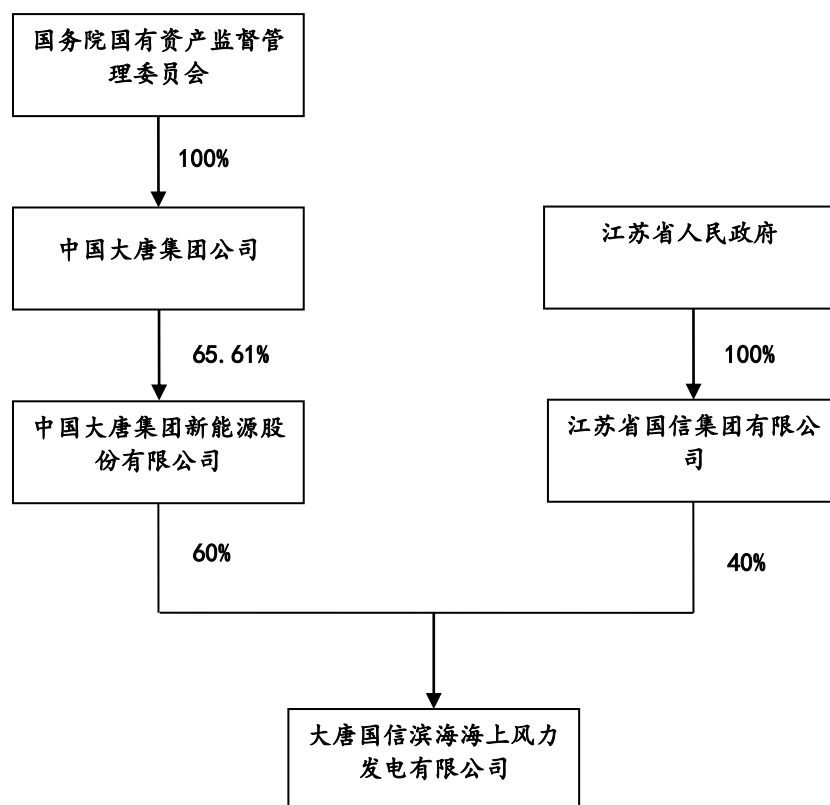 国务院国有资产监督管
理委员会
100%
中国大唐集团公司
江苏省人民政府
65.61%
100%
中国大唐集团新能源股
份有限公司
江苏省国信集团有限公
司
60%
40%
大唐国信滨海海上风力
发电有限公司